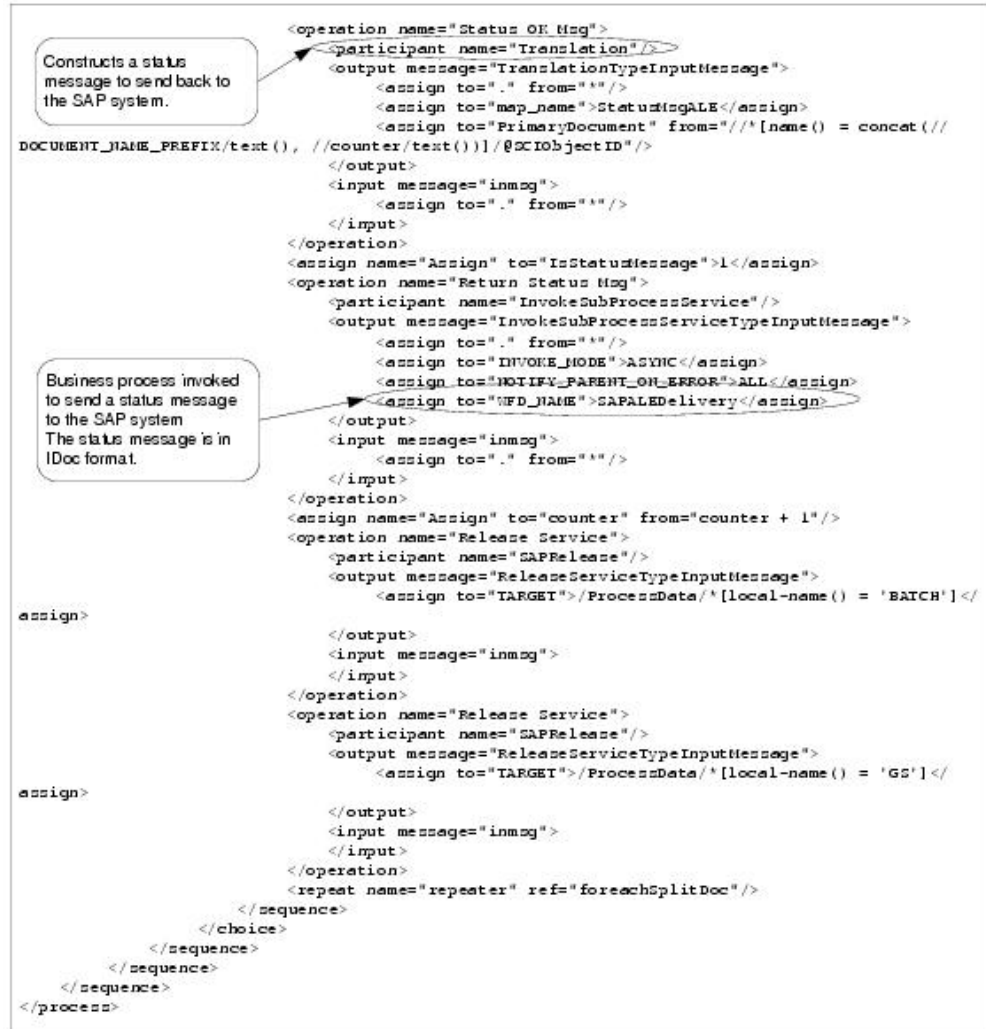 <operation name="Status OK Msg">
Constructs a status
message to send back to
the SAP system.
<participant name="Translation"/>
<output message="TranslationTypeInputMessage">
<assign to="." from="*"/>
<assign to="map_name">StatusMsgALE</assign>
<assign to="PrimaryDocument" from="//*[name() = concat(//
DOCUMENT_NAME_PREFIX/text(), //counter/text())]/@SCIObjectID"/>
</output>
<input message="inmsg">
<assign to="." from="*"/>
</input>
</operation>
<assign name="Assign" to="IsStatusMessage">1</assign>
<operation name="Return Status Msg">
<participant name="InvokeSubProcessService"/>
<output message="InvokeSubProcessServiceTypeInputMessage">
<assign to="." from="*"/>
<assign to="INVOKE_MODE">ASYNC</assign>
<assign to="NOTIFY_PARENT_ON_ERROR">ALL</assign>
Business process invoked
to send a status message
to the SAP system
The status message is in
IDoc format.
<assign to="WFD_NAME">SAPALEDelivery</assign>
</output>
<input message="inmsg">
<assign to="." from="*"/>
</input>
</operation>
<assign name="Assign" to="counter" from="counter + 1"/>
<operation name="Release Service">
<participant name="SAPRelease"/>
<output message="ReleaseServiceTypeInputMessage">
<assign to="TARGET">/ProcessData/*[local-name() = 'BATCH']</
assign>
</output>
<input message="inmsg">
</input>
</operation>
<operation name="Release Service">
<participant name="SAPRelease"/>
<output message="ReleaseServiceTypeInputMessage">
<assign to="TARGET">/ProcessData/*[local-name() = 'GS']</
assign>
</output>
<input message="inmsg">
</input>
</operation>
<repeat name="repeater" ref="foreachSplitDoc"/>
</sequence>
</choice>
</sequence>
</sequence>
</sequence>
</process>